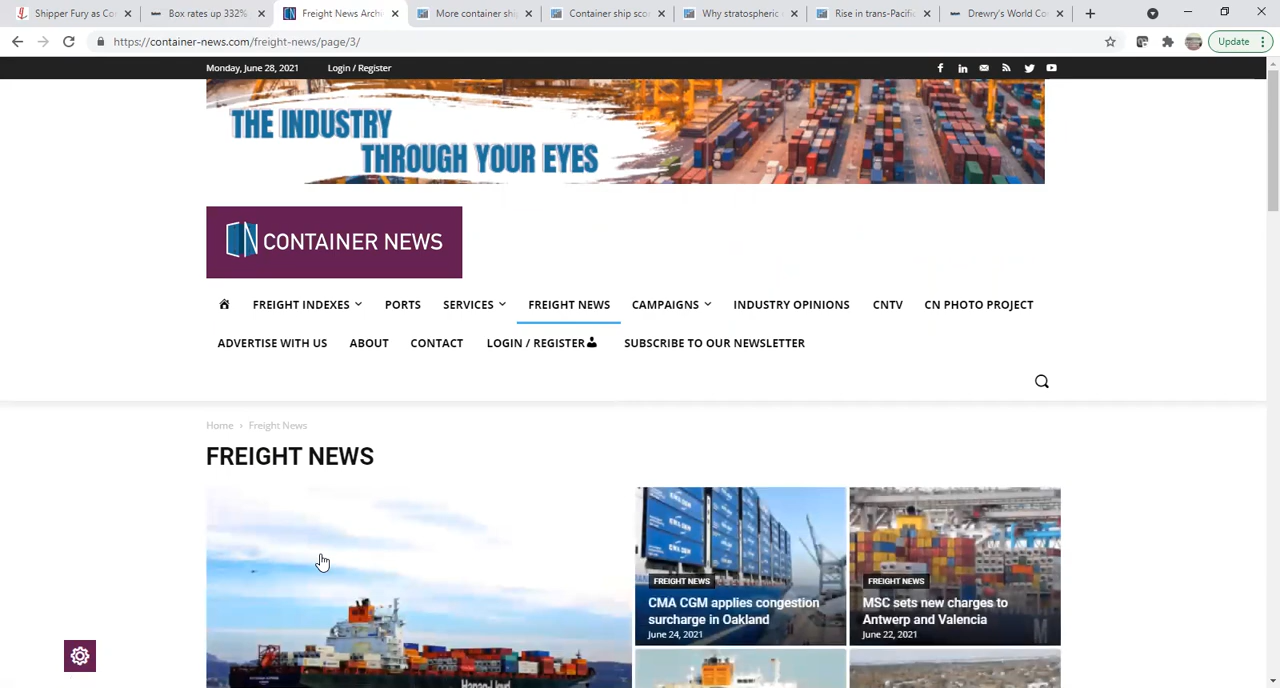 Shipper Fury as Co
Box rates up 332%
Freight News Archi
More container ship
Container ship sco
Why stratospheric
Rise in trans-Pacific
Drewry's World Co
https://container-news.com/freight-news/page/3/
Update
Monday, June 28, 2021
Login / Register
THE INDUSTRY
THROUGH YOUR EYES
CONTAINER NEWS
FREIGHT INDEXES
PORTS
SERVICES
FREIGHT NEWS
CAMPAIGNS
INDUSTRY OPINIONS
CNTV
CN PHOTO PROJECT
ADVERTISE WITH US
ABOUT
CONTACT
LOGIN / REGISTER
SUBSCRIBE TO OUR NEWSLETTER
Home › Freight News
FREIGHT NEWS
FREIGHT NEWS
CMA CGM applies congestion
surcharge in Oakland
June 24, 2021
FREIGHT NEWS
MSC sets new charges to
Antwerp and Valencia
June 22, 2021